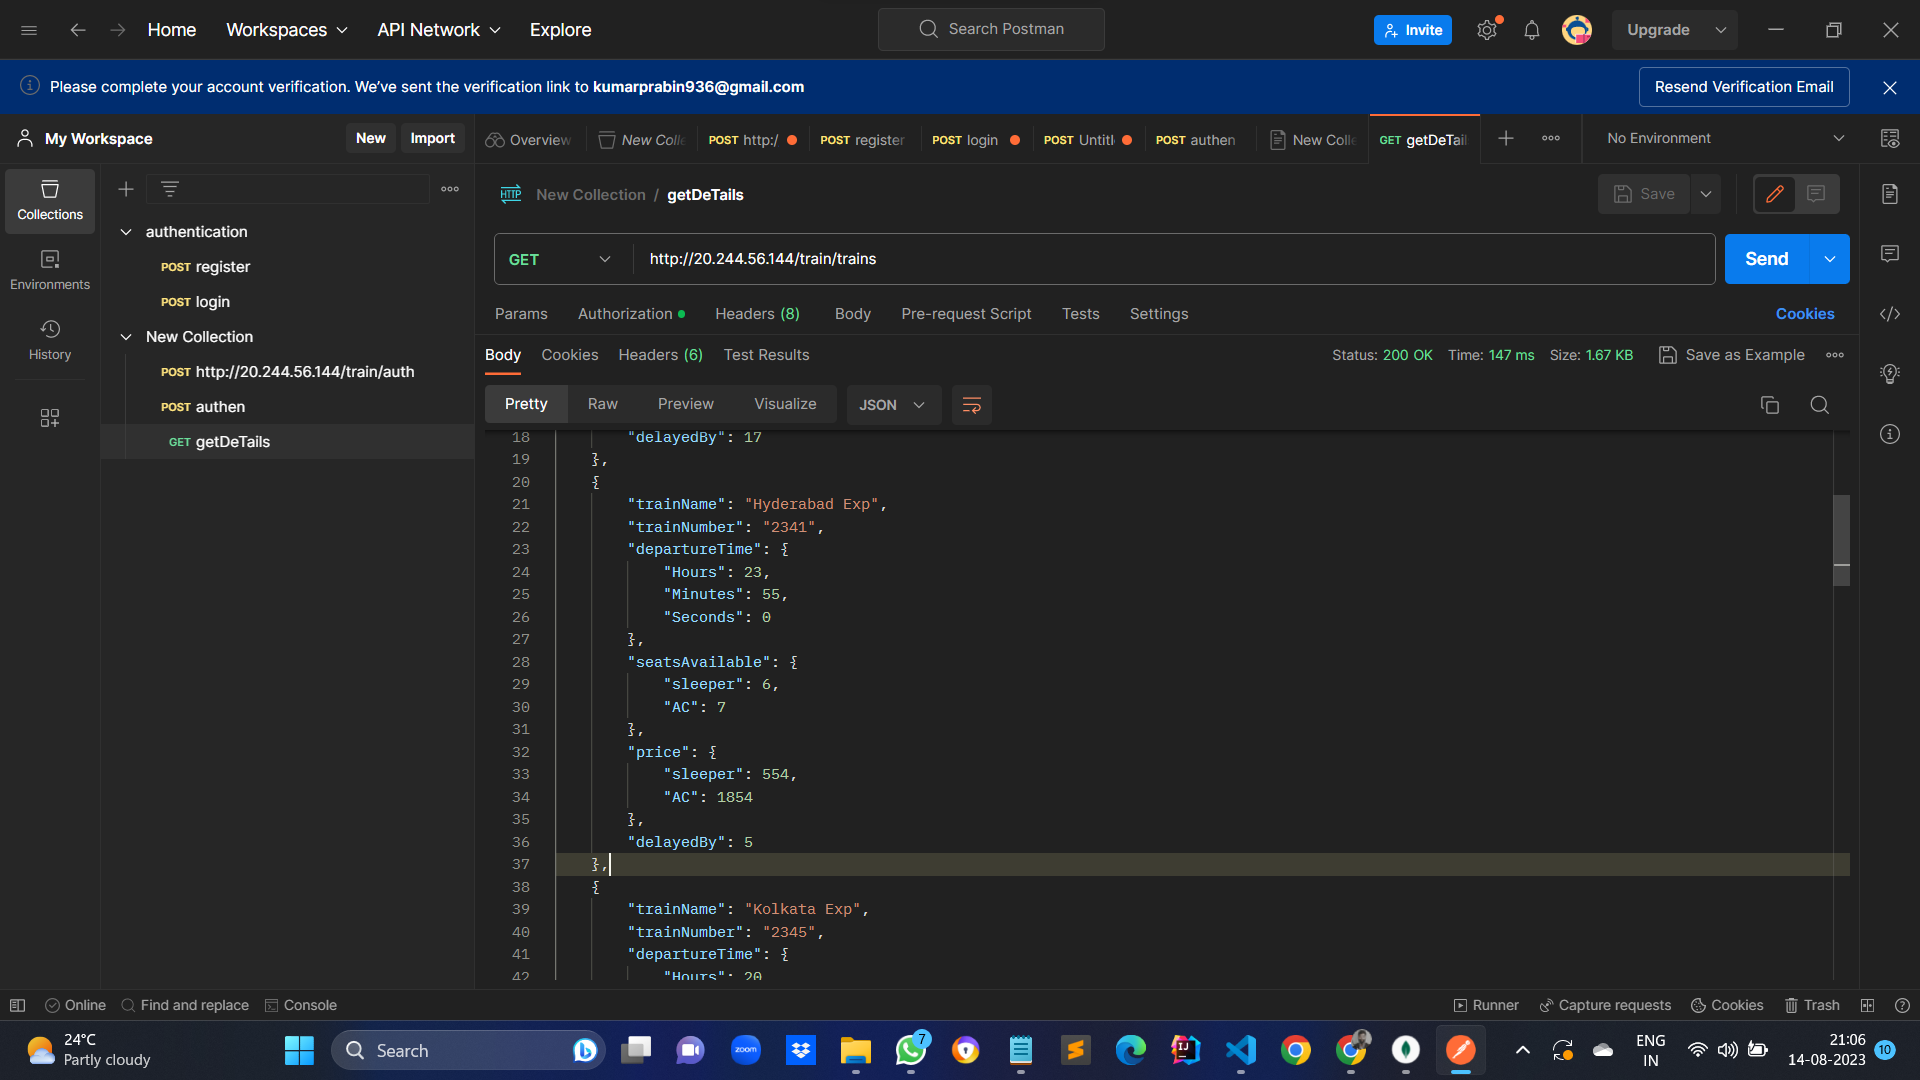 Home
Workspaces
API Network
Explore
Search Postman
Invite
Upgrade
Please complete your account verification. We've sent the verification link to kumarprabin936@gmail.com
Resend Verification Email
My Workspace
New
Import
Overview
New Colle
POST http:/
POST register
POST login
POST Untitl
POST authen
New Colle
GET getDeTail
No Environment
Collections
Environments
History
authentication
POST register
POST login
New Collection
POST http://20.244.56.144/train/auth
POST authen
GET getDeTails
HTTP New Collection / getDeTails
Save
GET
http://20.244.56.144/train/trains
Send
Params
Authorization
Headers (8)
Body
Pre-request Script
Tests
Settings
Cookies
Body
Cookies
Headers (6)
Test Results
Status: 200 OK
Time: 147 ms
Size: 1.67 KB
Save as Example
Pretty
Raw
Preview
Visualize
JSON
18 "delayedBy": 17
19 },
20 {
21 "trainName": "Hyderabad Exp",
22 "trainNumber": "2341",
23 "departureTime": {
24 "Hours": 23,
25 "Minutes": 55,
26 "Seconds": 0
27 },
28 "seatsAvailable": {
29 "sleeper": 6,
30 "AC": 7
31 },
32 "price": {
33 "sleeper": 554,
34 "AC": 1854
35 },
36 "delayedBy": 5
37 },
38 {
39 "trainName": "Kolkata Exp",
40 "trainNumber": "2345",
41 "departureTime": {
42 "Hours": 20
Online
Find and replace
Console
Runner
Capture requests
Cookies
Trash
24°C
Partly cloudy
Search
zoom
7
IJ
ENG
IN
21:06
14-08-2023
10